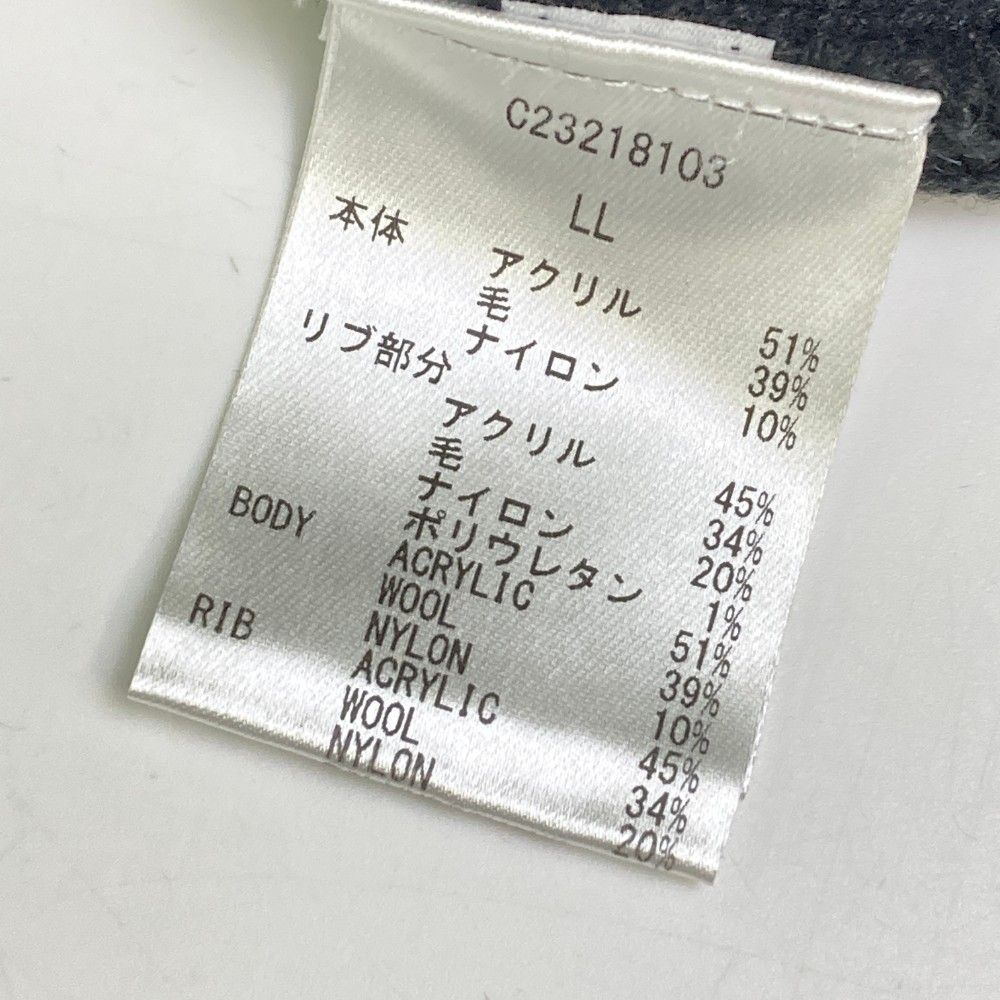 C23218103
LL
本体
アクリル 51%
毛 39%
ナイロン 10%
リブ部分
アクリル 45%
毛 34%
ナイロン 20%
ポリウレタン 1%
BODY ACRYLIC 51%
WOOL 39%
NYLON 10%
RIB ACRYLIC 45%
WOOL 34%
NYLON 20%